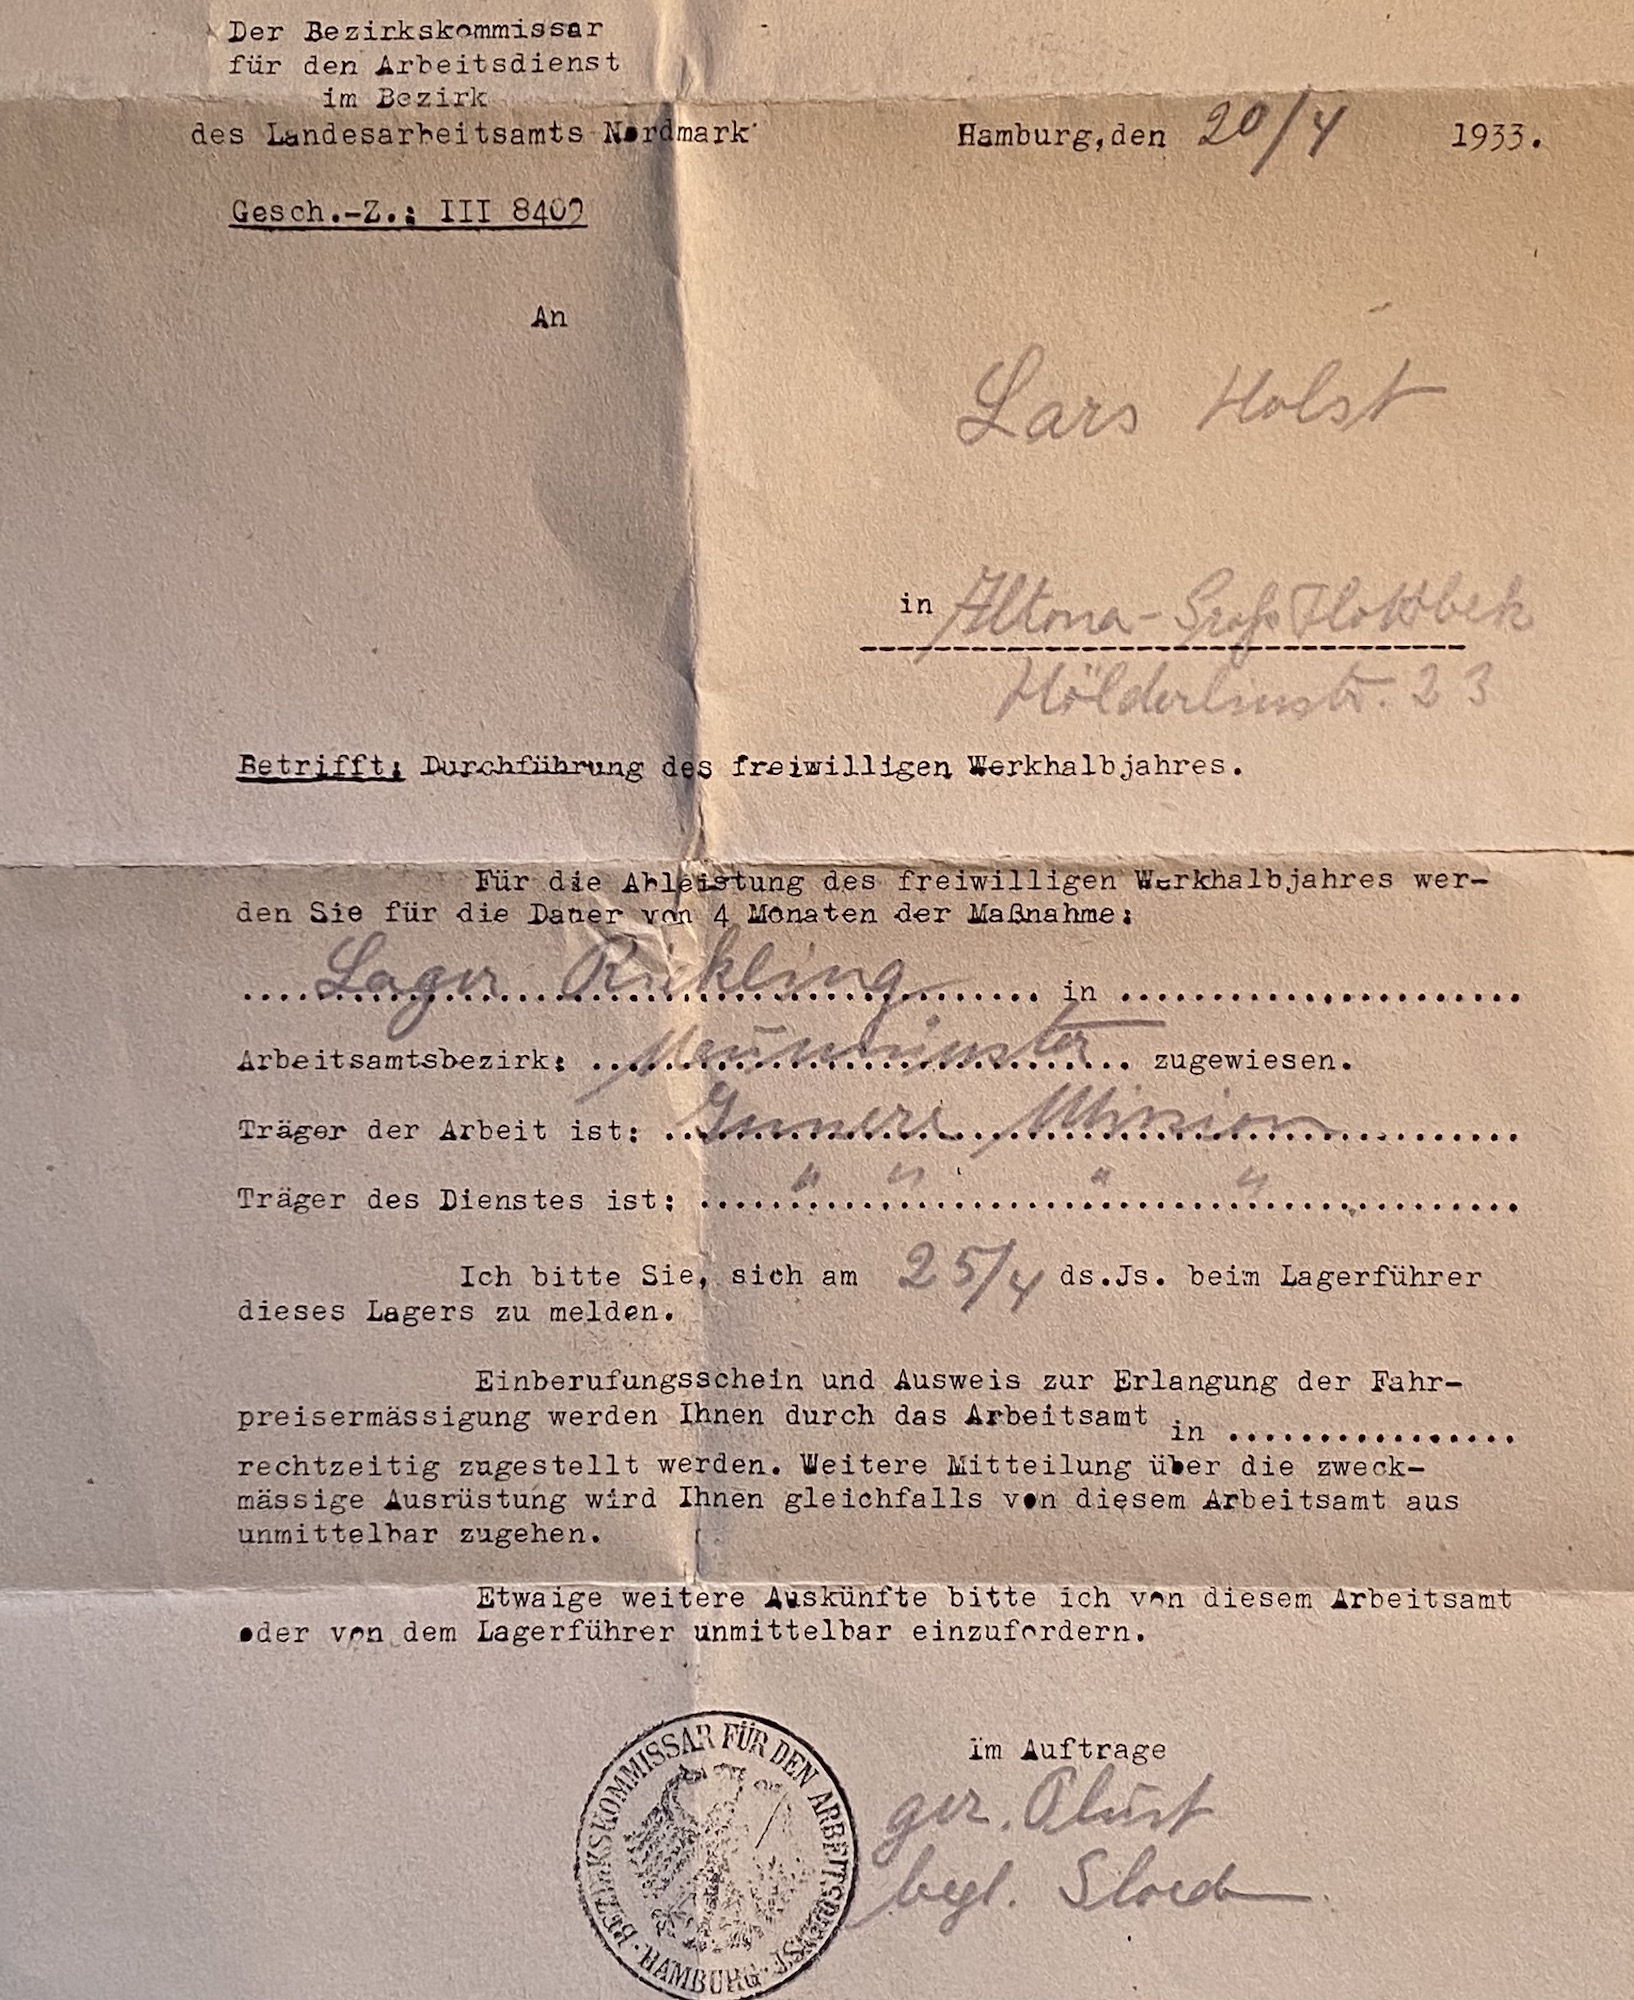 Der Bezirkskommissar
für den Arbeitsdienst
im Bezirk
des Landesarbeitsamts Nordmark
Hamburg, den 20/4 1933.
Gesch.-Z.: III 8409
An
Lars Holst
in Altona-Groß Flottbek
Hölderlinstr. 23
Betrifft: Durchführung des freiwilligen Werkhalbjahres.
Für die Ableistung des freiwilligen Werkhalbjahres wer-
den Sie für die Dauer von 4 Monaten der Maßnahme:
Lager Rickling in
Arbeitsamtsbezirk: Neumünster zugewiesen.
Träger der Arbeit ist: Innere Mission
Träger des Dienstes ist: " " " "
Ich bitte Sie, sich am 25/4 ds.Js. beim Lagerführer
dieses Lagers zu melden.
Einberufungsschein und Ausweis zur Erlangung der Fahr-
preisermässigung werden Ihnen durch das Arbeitsamt in
rechtzeitig zugestellt werden. Weitere Mitteilung über die zweck-
mässige Ausrüstung wird Ihnen gleichfalls von diesem Arbeitsamt aus
unmittelbar zugehen.
Etwaige weitere Auskünfte bitte ich von diesem Arbeitsamt
oder von dem Lagerführer unmittelbar einzufordern.
Im Auftrage
gez.
begl.
BEZIRKSKOMMISSAR FÜR DEN ARBEITSDIENST · HAMBURG ·